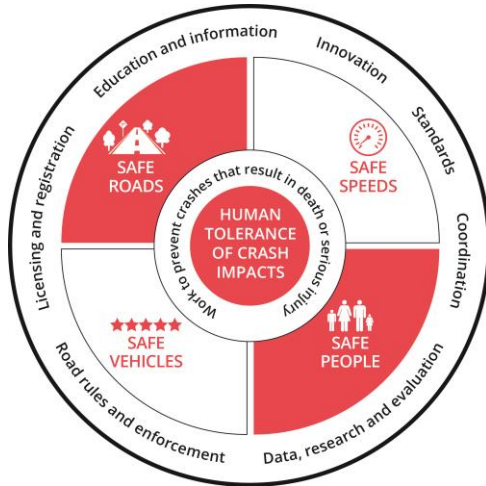 Education and information
Innovation
Standards
Coordination
Data, research and evaluation
Road rules and enforcement
Licensing and registration
SAFE
ROADS
SAFE
SPEEDS
SAFE
PEOPLE
SAFE
VEHICLES
Work to prevent crashes that result in death or serious injury
HUMAN
TOLERANCE
OF CRASH
IMPACTS